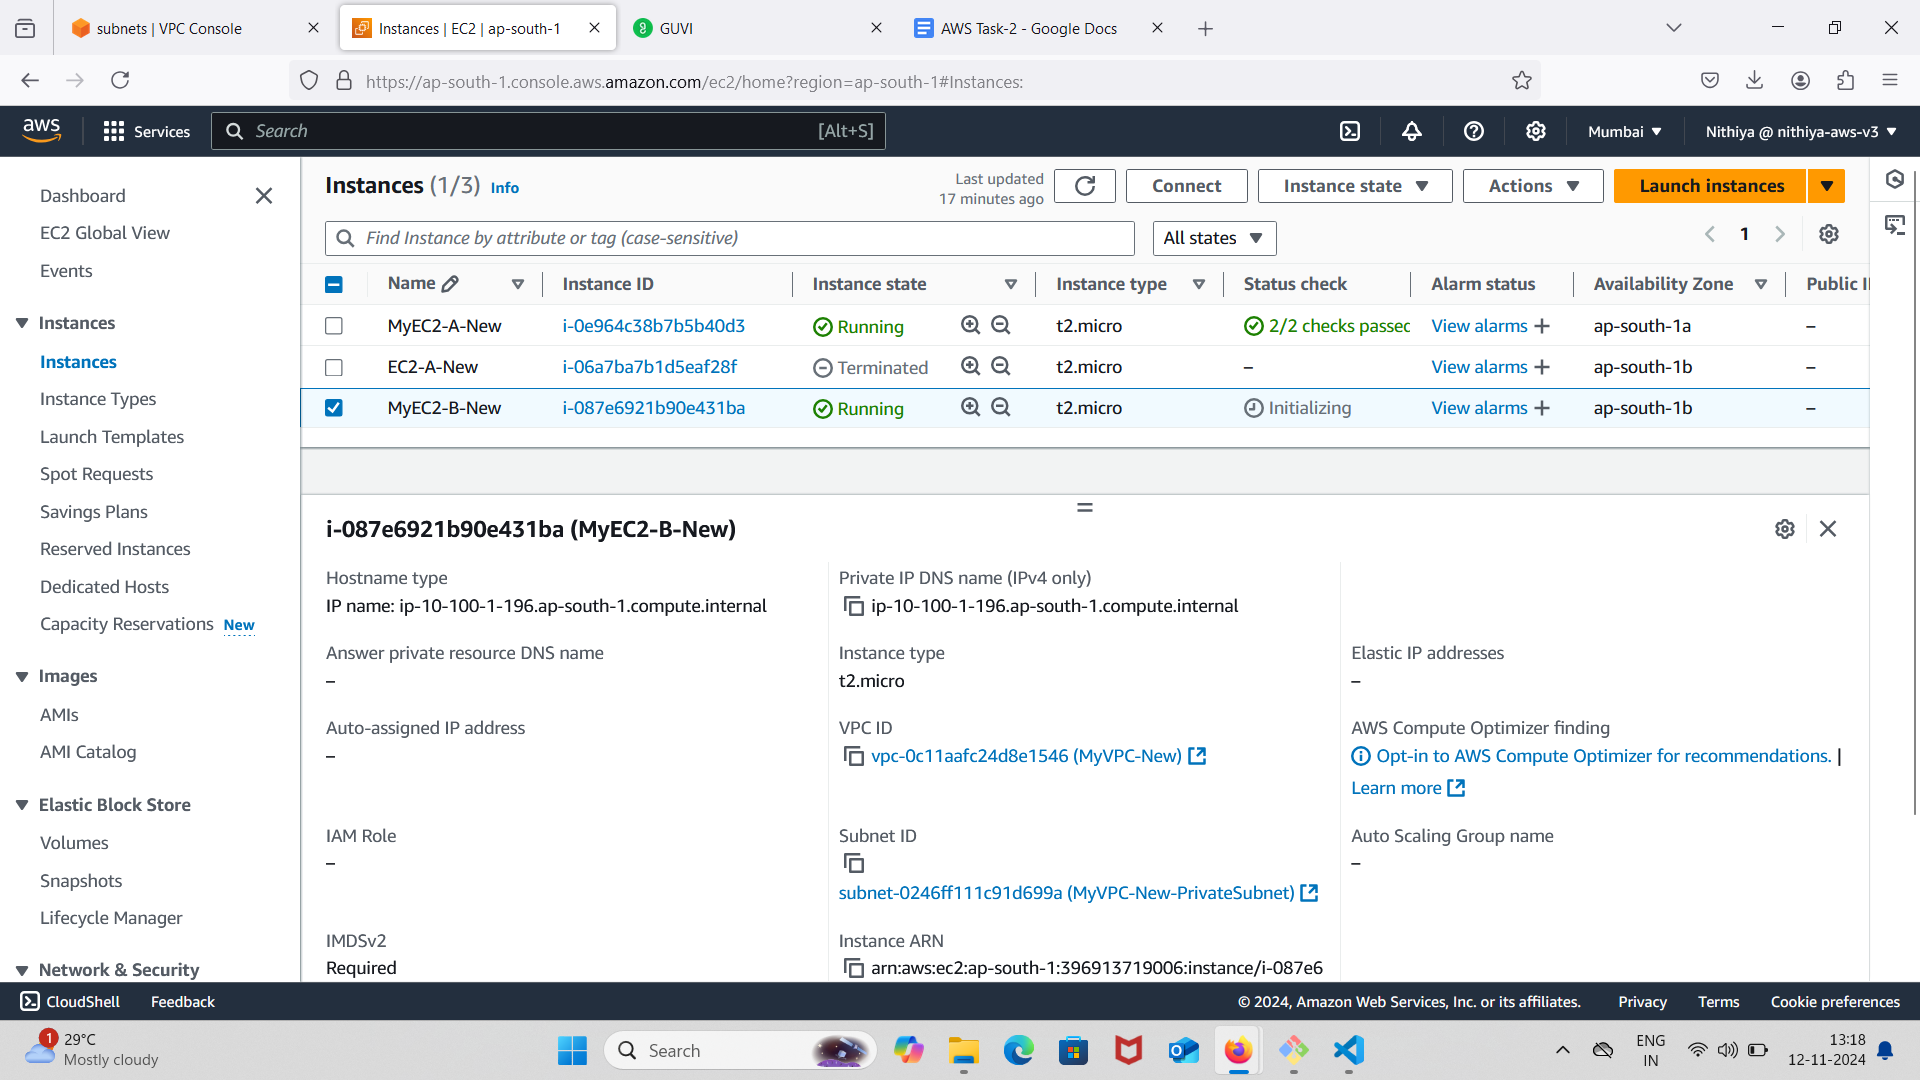 subnets | VPC Console
Instances | EC2 | ap-south-1
GUVI
AWS Task-2 - Google Docs
https://ap-south-1.console.aws.amazon.com/ec2/home?region=ap-south-1#Instances:
aws
Services
Search
[Alt+S]
Mumbai
Nithiya @ nithiya-aws-v3
Dashboard
EC2 Global View
Events
Instances
Instances
Instance Types
Launch Templates
Spot Requests
Savings Plans
Reserved Instances
Dedicated Hosts
Capacity Reservations New
Images
AMIs
AMI Catalog
Elastic Block Store
Volumes
Snapshots
Lifecycle Manager
Network & Security
Instances (1/3) Info
Last updated
17 minutes ago
Connect
Instance state
Actions
Launch instances
Find Instance by attribute or tag (case-sensitive)
All states
1
Name Instance ID Instance state Instance type Status check Alarm status Availability Zone Public I
MyEC2-A-New i-0e964c38b7b5b40d3 Running t2.micro 2/2 checks passec View alarms + ap-south-1a –
EC2-A-New i-06a7ba7b1d5eaf28f Terminated t2.micro – View alarms + ap-south-1b –
MyEC2-B-New i-087e6921b90e431ba Running t2.micro Initializing View alarms + ap-south-1b –
i-087e6921b90e431ba (MyEC2-B-New)
Hostname type
IP name: ip-10-100-1-196.ap-south-1.compute.internal
Private IP DNS name (IPv4 only)
ip-10-100-1-196.ap-south-1.compute.internal
Answer private resource DNS name
–
Instance type
t2.micro
Elastic IP addresses
–
Auto-assigned IP address
–
VPC ID
vpc-0c11aafc24d8e1546 (MyVPC-New)
AWS Compute Optimizer finding
Opt-in to AWS Compute Optimizer for recommendations. |
Learn more
IAM Role
–
Subnet ID
subnet-0246ff111c91d699a (MyVPC-New-PrivateSubnet)
Auto Scaling Group name
–
IMDSv2
Required
Instance ARN
arn:aws:ec2:ap-south-1:396913719006:instance/i-087e6
CloudShell
Feedback
© 2024, Amazon Web Services, Inc. or its affiliates.
Privacy
Terms
Cookie preferences
1
29°C
Mostly cloudy
Search
ENG
IN
13:18
12-11-2024